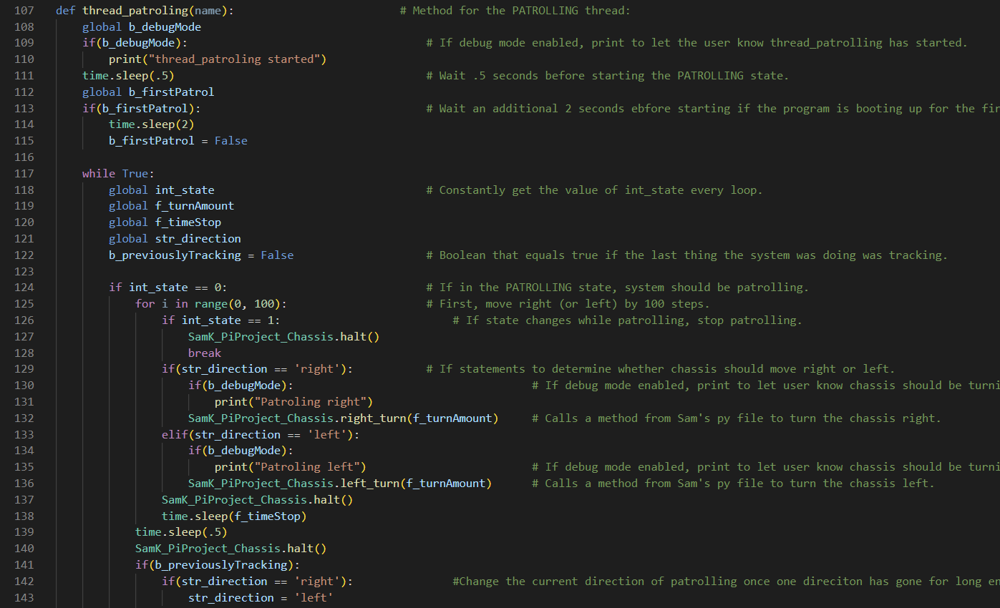 107 def thread_patroling(name): # Method for the PATROLLING thread:
108 global b_debugMode
109 if(b_debugMode): # If debug mode enabled, print to let the user know thread_patrolling has started.
110 print("thread_patroling started")
111 time.sleep(.5) # Wait .5 seconds before starting the PATROLLING state.
112 global b_firstPatrol
113 if(b_firstPatrol): # Wait an additional 2 seconds ebfore starting if the program is booting up for the fir
114 time.sleep(2)
115 b_firstPatrol = False
116
117 while True:
118 global int_state # Constantly get the value of int_state every loop.
119 global f_turnAmount
120 global f_timeStop
121 global str_direction
122 b_previouslyTracking = False # Boolean that equals true if the last thing the system was doing was tracking.
123
124 if int_state == 0: # If in the PATROLLING state, system should be patrolling.
125 for i in range(0, 100): # First, move right (or left) by 100 steps.
126 if int_state == 1: # If state changes while patrolling, stop patrolling.
127 SamK_PiProject_Chassis.halt()
128 break
129 if(str_direction == 'right'): # If statements to determine whether chassis should move right or left.
130 if(b_debugMode): # If debug mode enabled, print to let user know chassis should be turni
131 print("Patroling right")
132 SamK_PiProject_Chassis.right_turn(f_turnAmount) # Calls a method from Sam's py file to turn the chassis right.
133 elif(str_direction == 'left'):
134 if(b_debugMode):
135 print("Patroling left") # If debug mode enabled, print to let user know chassis should be turni
136 SamK_PiProject_Chassis.left_turn(f_turnAmount) # Calls a method from Sam's py file to turn the chassis left.
137 SamK_PiProject_Chassis.halt()
138 time.sleep(f_timeStop)
139 time.sleep(.5)
140 SamK_PiProject_Chassis.halt()
141 if(b_previouslyTracking):
142 if(str_direction == 'right'): #Change the current direction of patrolling once one direciton has gone for long en
143 str_direction = 'left'